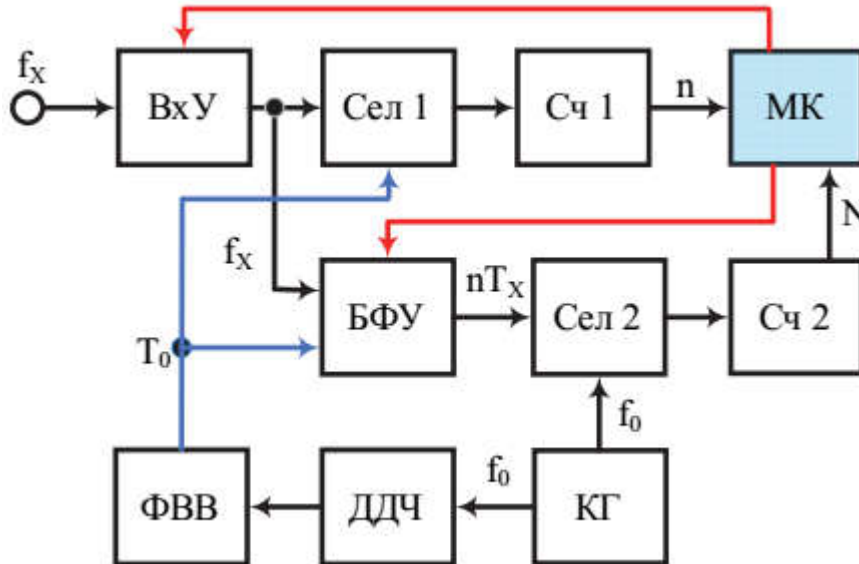 fX
ВхУ
Сел 1
Сч 1
n
МК
fX
БФУ
nTX
Сел 2
Сч 2
N
T0
f0
ФВВ
ДДЧ
f0
КГ